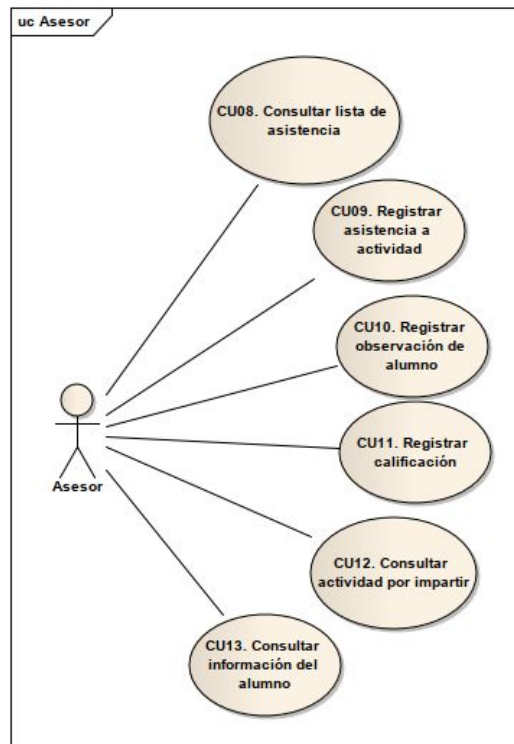 uc Asesor
CU08. Consultar lista de
asistencia
CU09. Registrar
asistencia a
actividad
CU10. Registrar
observación de
alumno
CU11. Registrar
calificación
Asesor
CU12. Consultar
actividad por impartir
CU13. Consultar
información del
alumno